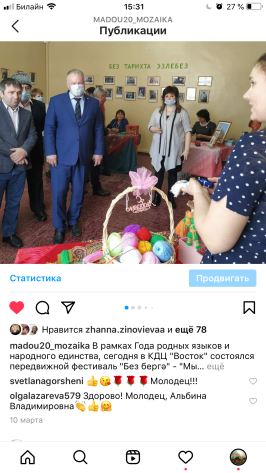 Билайн 15:31 27 %
MADOU20_MOZAIKA
Публикации
БЕЗ ТАРИХТА ЭЗЛЕБЕЗ
Статистика Продвигать
Нравится zhanna.zinovievaa и ещё 78
madou20_mozaika В рамках Года родных языков и
народного единства, сегодня в КДЦ "Восток" состоялся
передвижной фестиваль "Без бергә" - "Мы... ещё
svetlanagorsheni 👍😘🌹🌹🌹Молодец!!!
olgalazareva579 Здорово! Молодец, Альбина
Владимировна👏👍🤗
10 марта